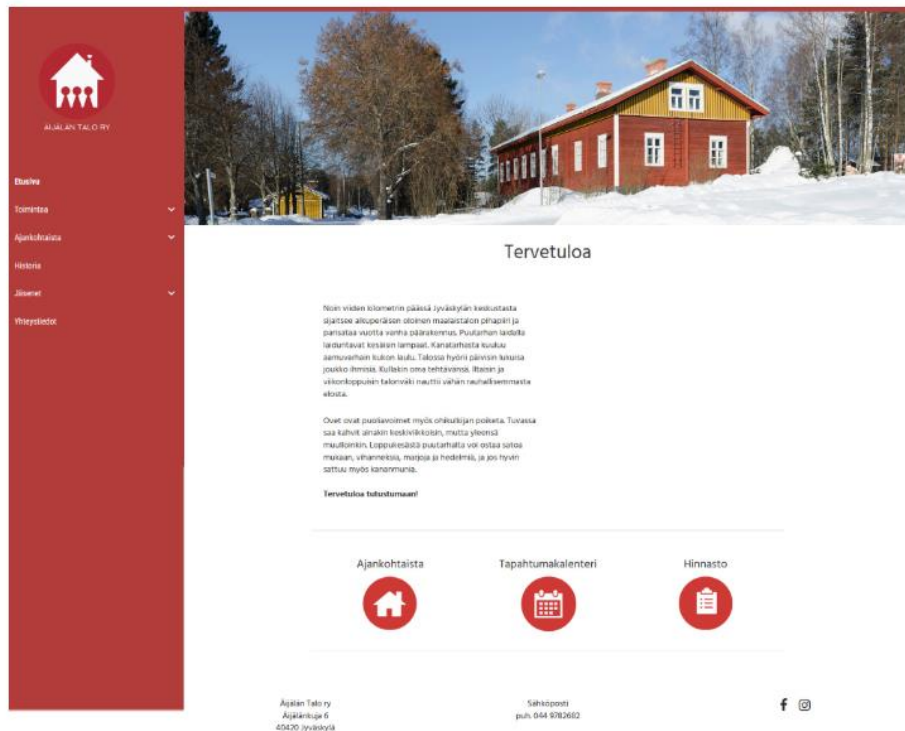 ÄIJÄLÄN TALO RY
Etusivu
Toimintaa
Ajankohtaista
Historia
Jäsenet
Yhteystiedot
Tervetuloa
Noin viiden kilometrin päässä Jyväskylän keskustasta
sijaitsee alkuperäisen oloinen maalaistalon pihapiiri ja
parisataa vuotta vanha päärakennus. Puutarhan laidalla
laiduntavat kesäisin lampaat. Kanatarhasta kuuluu
aamuvarhain kukon laulu. Talossa hyörii päivisin lukuisa
joukko ihmisiä. Kullakin oma tehtävänsä. Iltaisin ja
viikonloppuisin talonväki nauttii vähän rauhallisemmasta
elosta.
Ovet ovat puoliavoimet myös ohikulkijan poiketa. Tuvassa
saa kahvit ainakin keskiviikkoisin, mutta yleensä
muulloinkin. Loppukesästä puutarhalta voi ostaa satoa
mukaan, vihanneksia, marjoja ja hedelmiä, ja jos hyvin
sattuu myös kananmunia.
Tervetuloa tutustumaan!
Ajankohtaista
Tapahtumakalenteri
Hinnasto
Äijälän Talo ry
Äijälänkuja 6
40420 Jyväskylä
Sähköposti
puh. 044 9782682